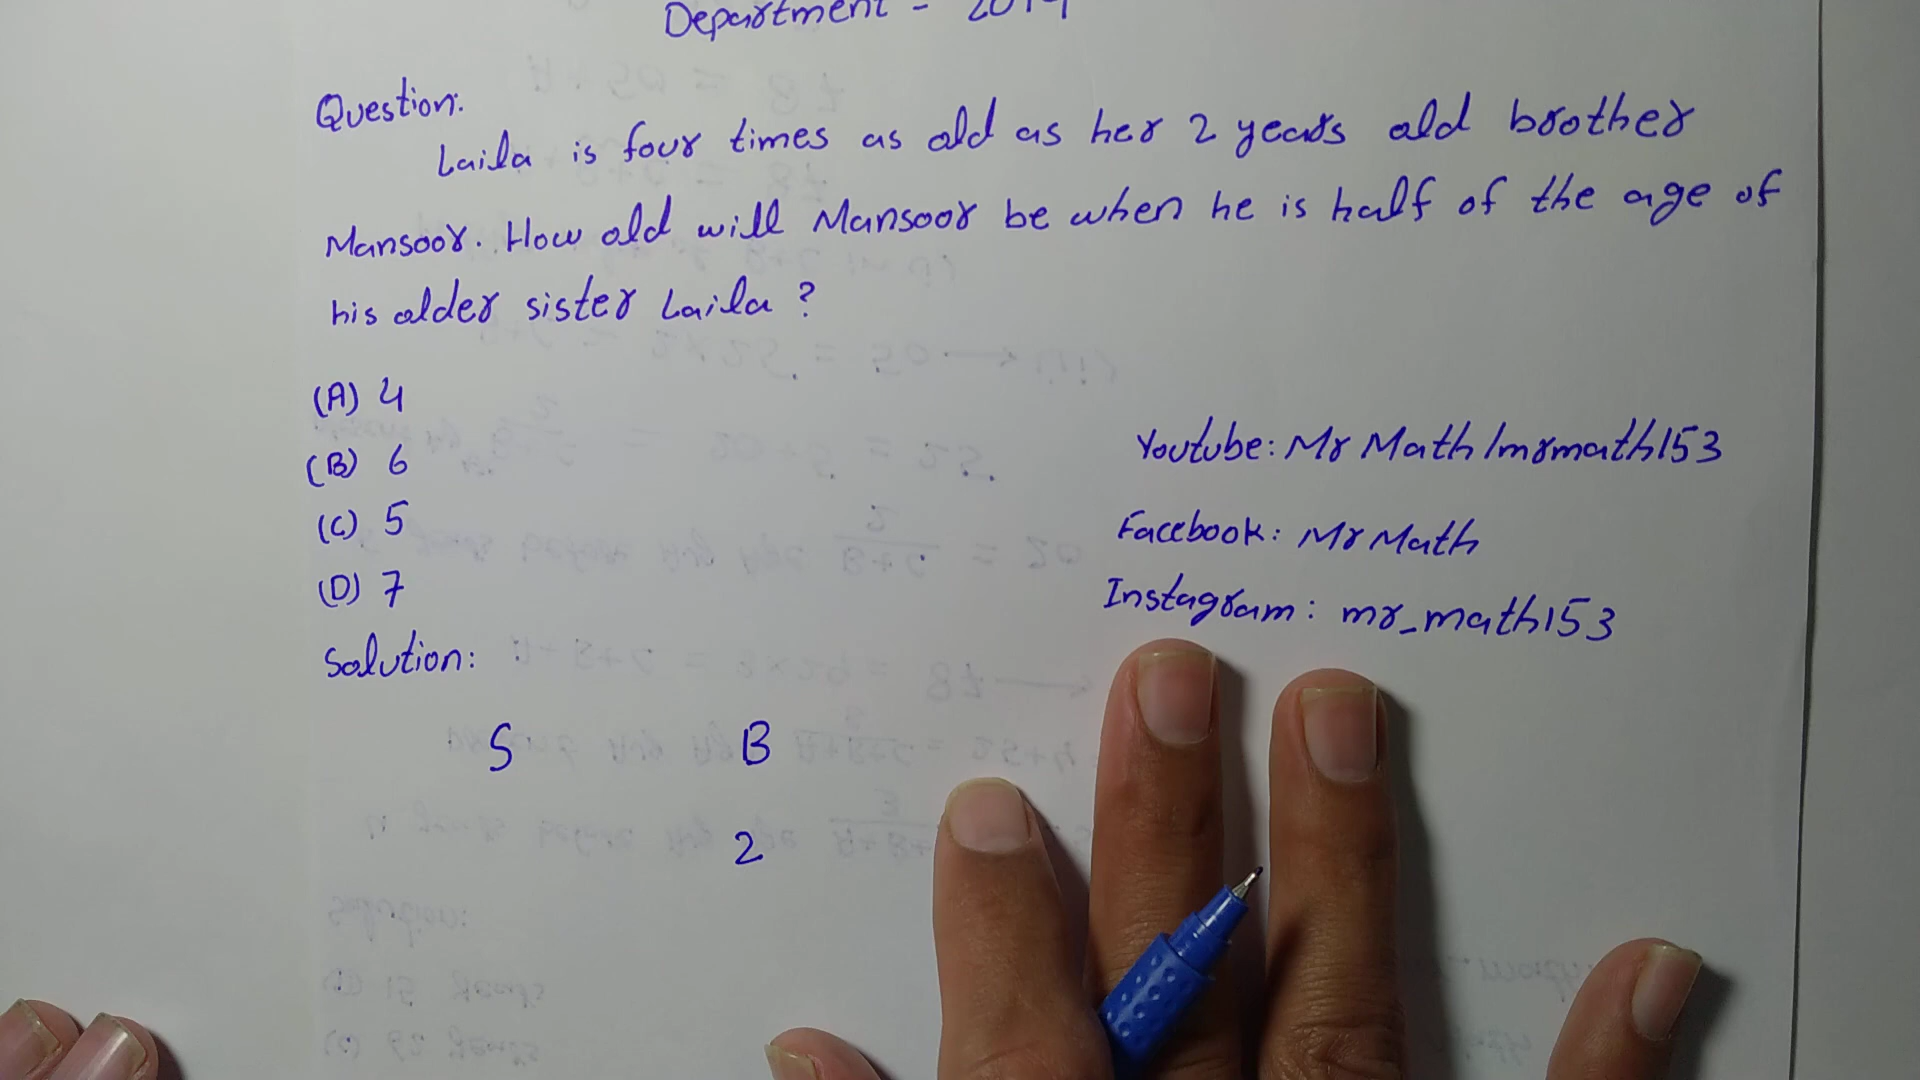 Department - 2019
Question:
Laila is four times as old as her 2 years old brother
Mansoor. How old will Mansoor be when he is half of the age of
his older sister Laila ?
(A) 4
(B) 6
(C) 5
(D) 7
Youtube: Mr Math/mrmath153
Facebook: Mr Math
Instagram: mr_math153
Solution:
S B
2